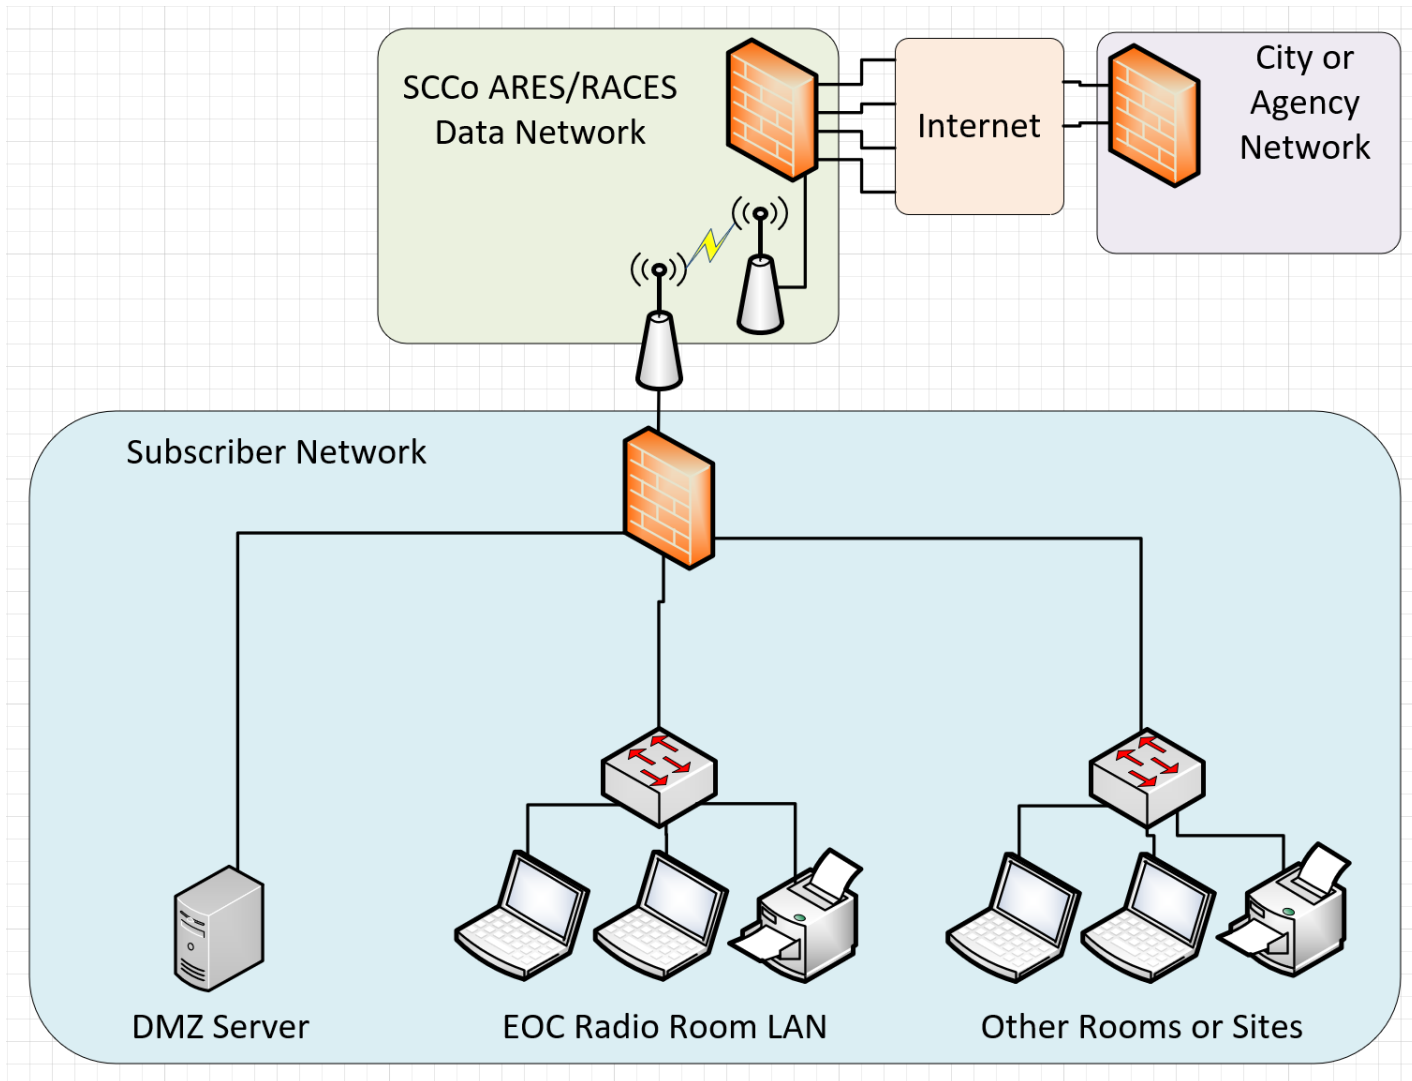 SCCo ARES/RACES
Data Network
Internet
City or
Agency
Network
Subscriber Network
DMZ Server
EOC Radio Room LAN
Other Rooms or Sites